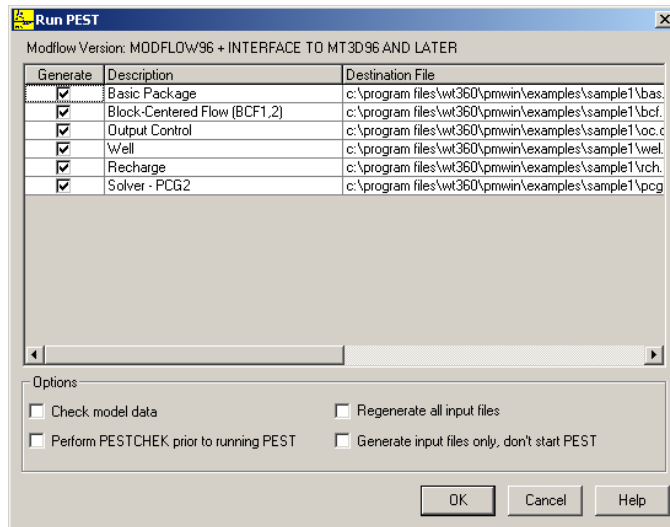 Run PEST
Modflow Version: MODFLOW96 + INTERFACE TO MT3D96 AND LATER
Generate Description Destination File
Basic Package c:\program files\wt360\pmwin\examples\sample1\bas.
Block-Centered Flow (BCF1,2) c:\program files\wt360\pmwin\examples\sample1\bcf.
Output Control c:\program files\wt360\pmwin\examples\sample1\oc.c
Well c:\program files\wt360\pmwin\examples\sample1\wel.
Recharge c:\program files\wt360\pmwin\examples\sample1\rch.
Solver - PCG2 c:\program files\wt360\pmwin\examples\sample1\pcg
Options
Check model data Regenerate all input files
Perform PESTCHEK prior to running PEST Generate input files only, don't start PEST
OK Cancel Help